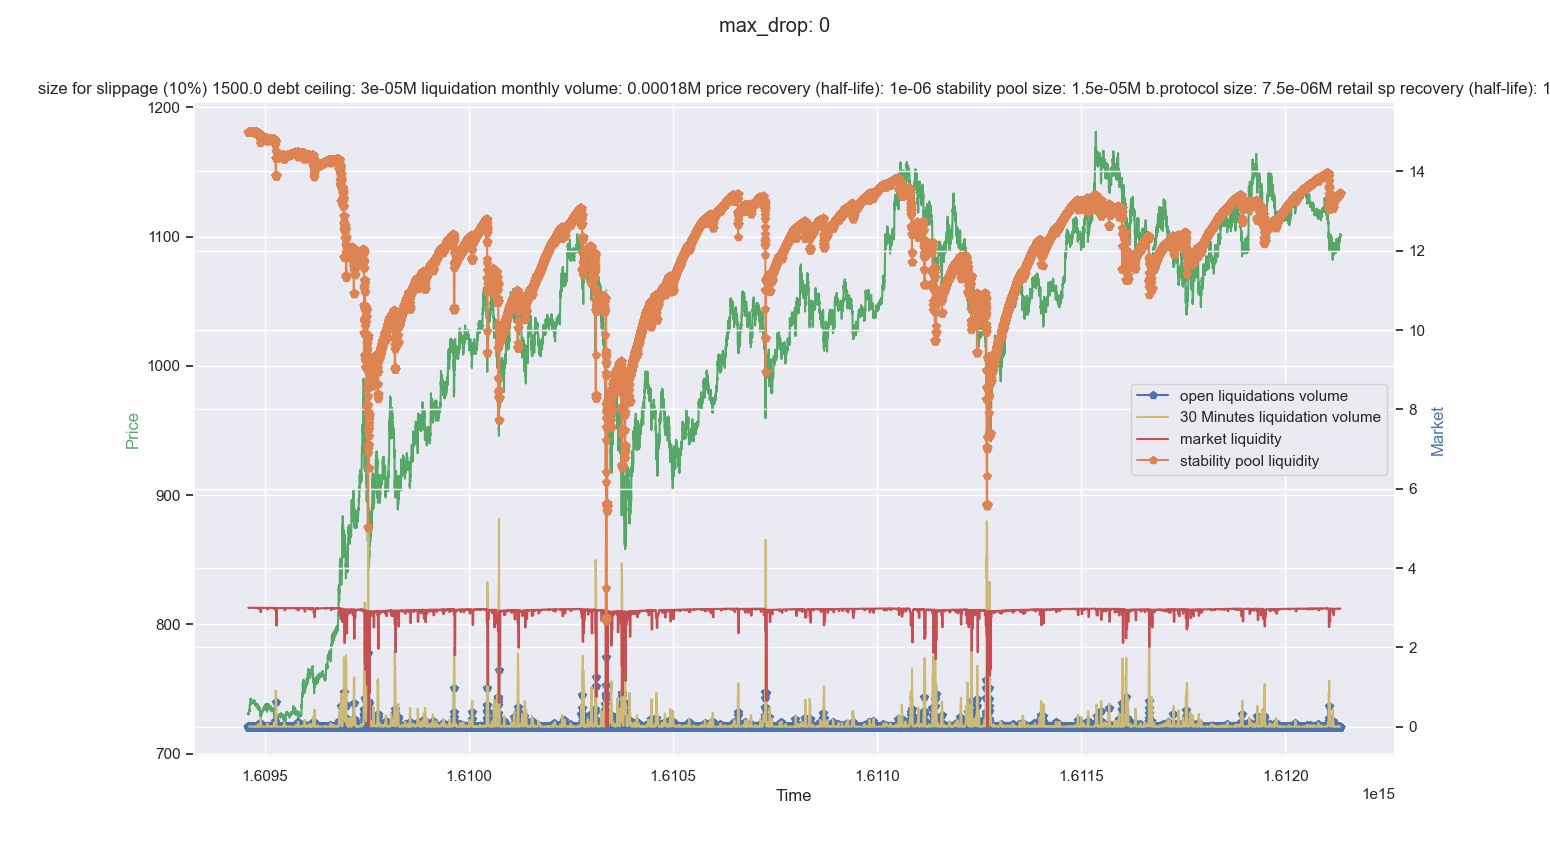 max_drop: 0
size for slippage (10%) 1500.0 debt ceiling: 3e-05M liquidation monthly volume: 0.00018M price recovery (half-life): 1e-06 stability pool size: 1.5e-05M b.protocol size: 7.5e-06M retail sp recovery (half-life): 1
1200
1100
1000
900
800
700
Price
14
12
10
8
6
4
2
0
Market
open liquidations volume
30 Minutes liquidation volume
market liquidity
stability pool liquidity
1.6095
1.6100
1.6105
1.6110
1.6115
1.6120
Time
1e15